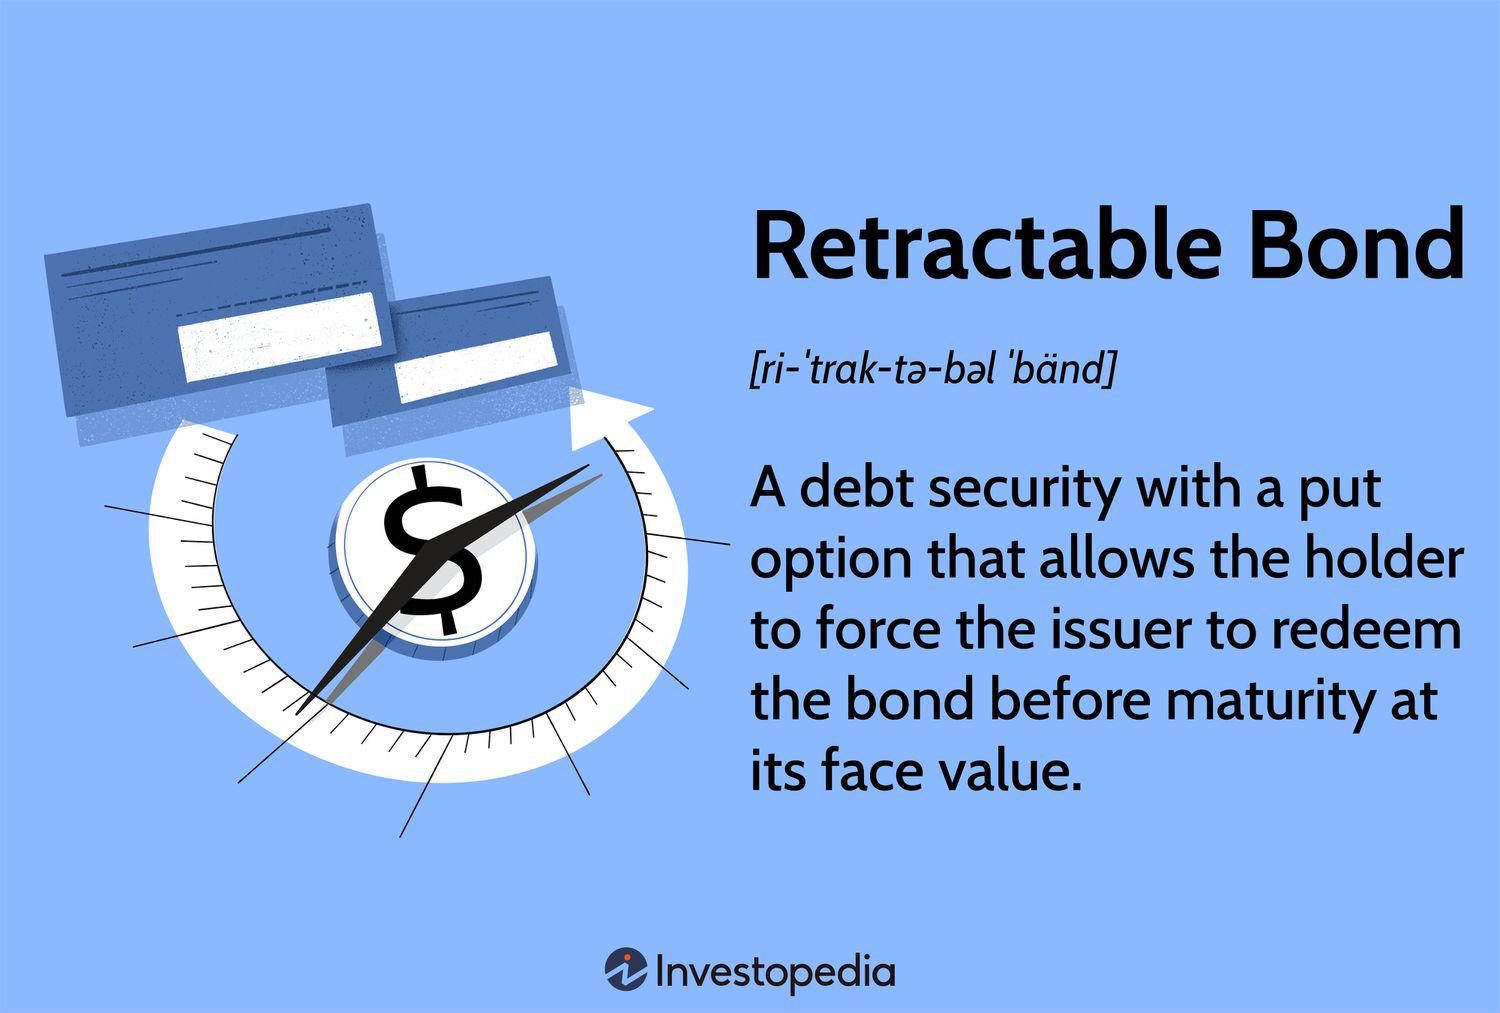 Retractable Bond
[ri-ˈtrak-tə-bəl ˈbänd]
A debt security with a put
option that allows the holder
to force the issuer to redeem
the bond before maturity at
its face value.
$
Investopedia